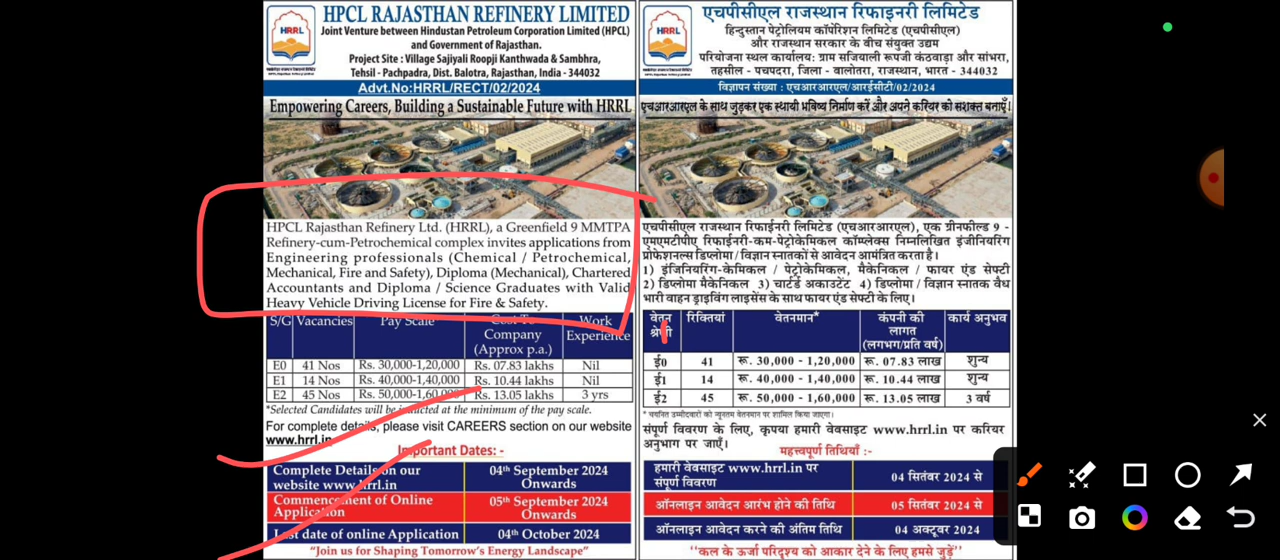 HPCL RAJASTHAN REFINERY LIMITED
Joint Venture between Hindustan Petroleum Corporation Limited (HPCL)
and Government of Rajasthan.
Project Site : Village Sajiyali Roopji Kanthwada & Sambhra,
Tehsil - Pachpadra, Dist. Balotra, Rajasthan, India - 344032
HRRL
Advt.No:HRRL/RECT/02/2024
Empowering Careers, Building a Sustainable Future with HRRL
HPCL Rajasthan Refinery Ltd. (HRRL), a Greenfield 9 MMTPA
Refinery-cum-Petrochemical complex invites applications from
Engineering professionals (Chemical / Petrochemical,
Mechanical, Fire and Safety), Diploma (Mechanical), Chartered
Accountants and Diploma / Science Graduates with Valid
Heavy Vehicle Driving License for Fire & Safety.
S/G Vacancies Pay Scale Cost To Company (Approx p.a.) Work Experience
E0 41 Nos Rs. 30,000-1,20,000 Rs. 07.83 lakhs Nil
E1 14 Nos Rs. 40,000-1,40,000 Rs. 10.44 lakhs Nil
E2 45 Nos Rs. 50,000-1,60,000 Rs. 13.05 lakhs 3 yrs
*Selected Candidates will be inducted at the minimum of the pay scale.
For complete details, please visit CAREERS section on our website
www.hrrl.in
Important Dates: -
Complete Details on our website www.hrrl.in 04th September 2024 Onwards
Commencement of Online Application 05th September 2024 Onwards
Last date of online Application 04th October 2024
"Join us for Shaping Tomorrow's Energy Landscape"
एचपीसीएल राजस्थान रिफाइनरी लिमिटेड
हिन्दुस्तान पेट्रोलियम कॉर्पोरेशन लिमिटेड (एचपीसीएल)
और राजस्थान सरकार के बीच संयुक्त उद्यम
परियोजना स्थल कार्यालय: ग्राम सजियाली रूपजी कंठवाड़ा और सांभरा,
तहसील - पचपदरा, जिला - बालोतरा, राजस्थान, भारत - 344032
HRRL
विज्ञापन संख्या : एचआरआरएल/आरईसीटी/02/2024
एचआरआरएल के साथ जुड़कर एक स्थायी भविष्य निर्माण करें और अपने करियर को सशक्त बनाएँ!
एचपीसीएल राजस्थान रिफाईनरी लिमिटेड (एचआरआरएल), एक ग्रीनफील्ड 9 -
एमएमटीपीए रिफाईनरी-कम-पेट्रोकेमिकल कॉम्प्लेक्स निम्नलिखित इंजीनियरिंग
प्रोफेशनल्स डिप्लोमा/विज्ञान स्नातकों से आवेदन आमंत्रित करता है।
1) इंजिनियरिंग-केमिकल / पेट्रोकेमिकल, मैकेनिकल / फायर एंड सेफ्टी
2) डिप्लोमा मैकेनिकल 3) चार्टर्ड अकाउटेंट 4) डिप्लोमा / विज्ञान स्नातक वैध
भारी वाहन ड्राइविंग लाइसेंस के साथ फायर एंड सेफ्टी के लिए।
वेतन श्रेणी रिक्तियां वेतनमान* कंपनी की लागत (लगभग/प्रति वर्ष) कार्य अनुभव
ई0 41 रू. 30,000 - 1,20,000 रू. 07.83 लाख शुन्य
ई1 14 रू. 40,000 - 1,40,000 रू. 10.44 लाख शुन्य
ई2 45 रू. 50,000 - 1,60,000 रू. 13.05 लाख 3 वर्ष
* चयनित उम्मीदवारों को न्यूनतम वेतनमान पर शामिल किया जाएगा।
संपूर्ण विवरण के लिए, कृपया हमारी वेबसाइट www.hrrl.in पर करियर
अनुभाग पर जाएँ।
महत्वपूर्ण तिथियाँ :-
हमारी वेबसाइट www.hrrl.in पर संपूर्ण विवरण 04 सितंबर 2024 से
ऑनलाइन आवेदन आरंभ होने की तिथि 05 सितंबर 2024 से
ऑनलाइन आवेदन करने की अंतिम तिथि 04 अक्टूबर 2024
"कल के ऊर्जा परिदृश्य को आकार देने के लिए हमसे जुड़ें"